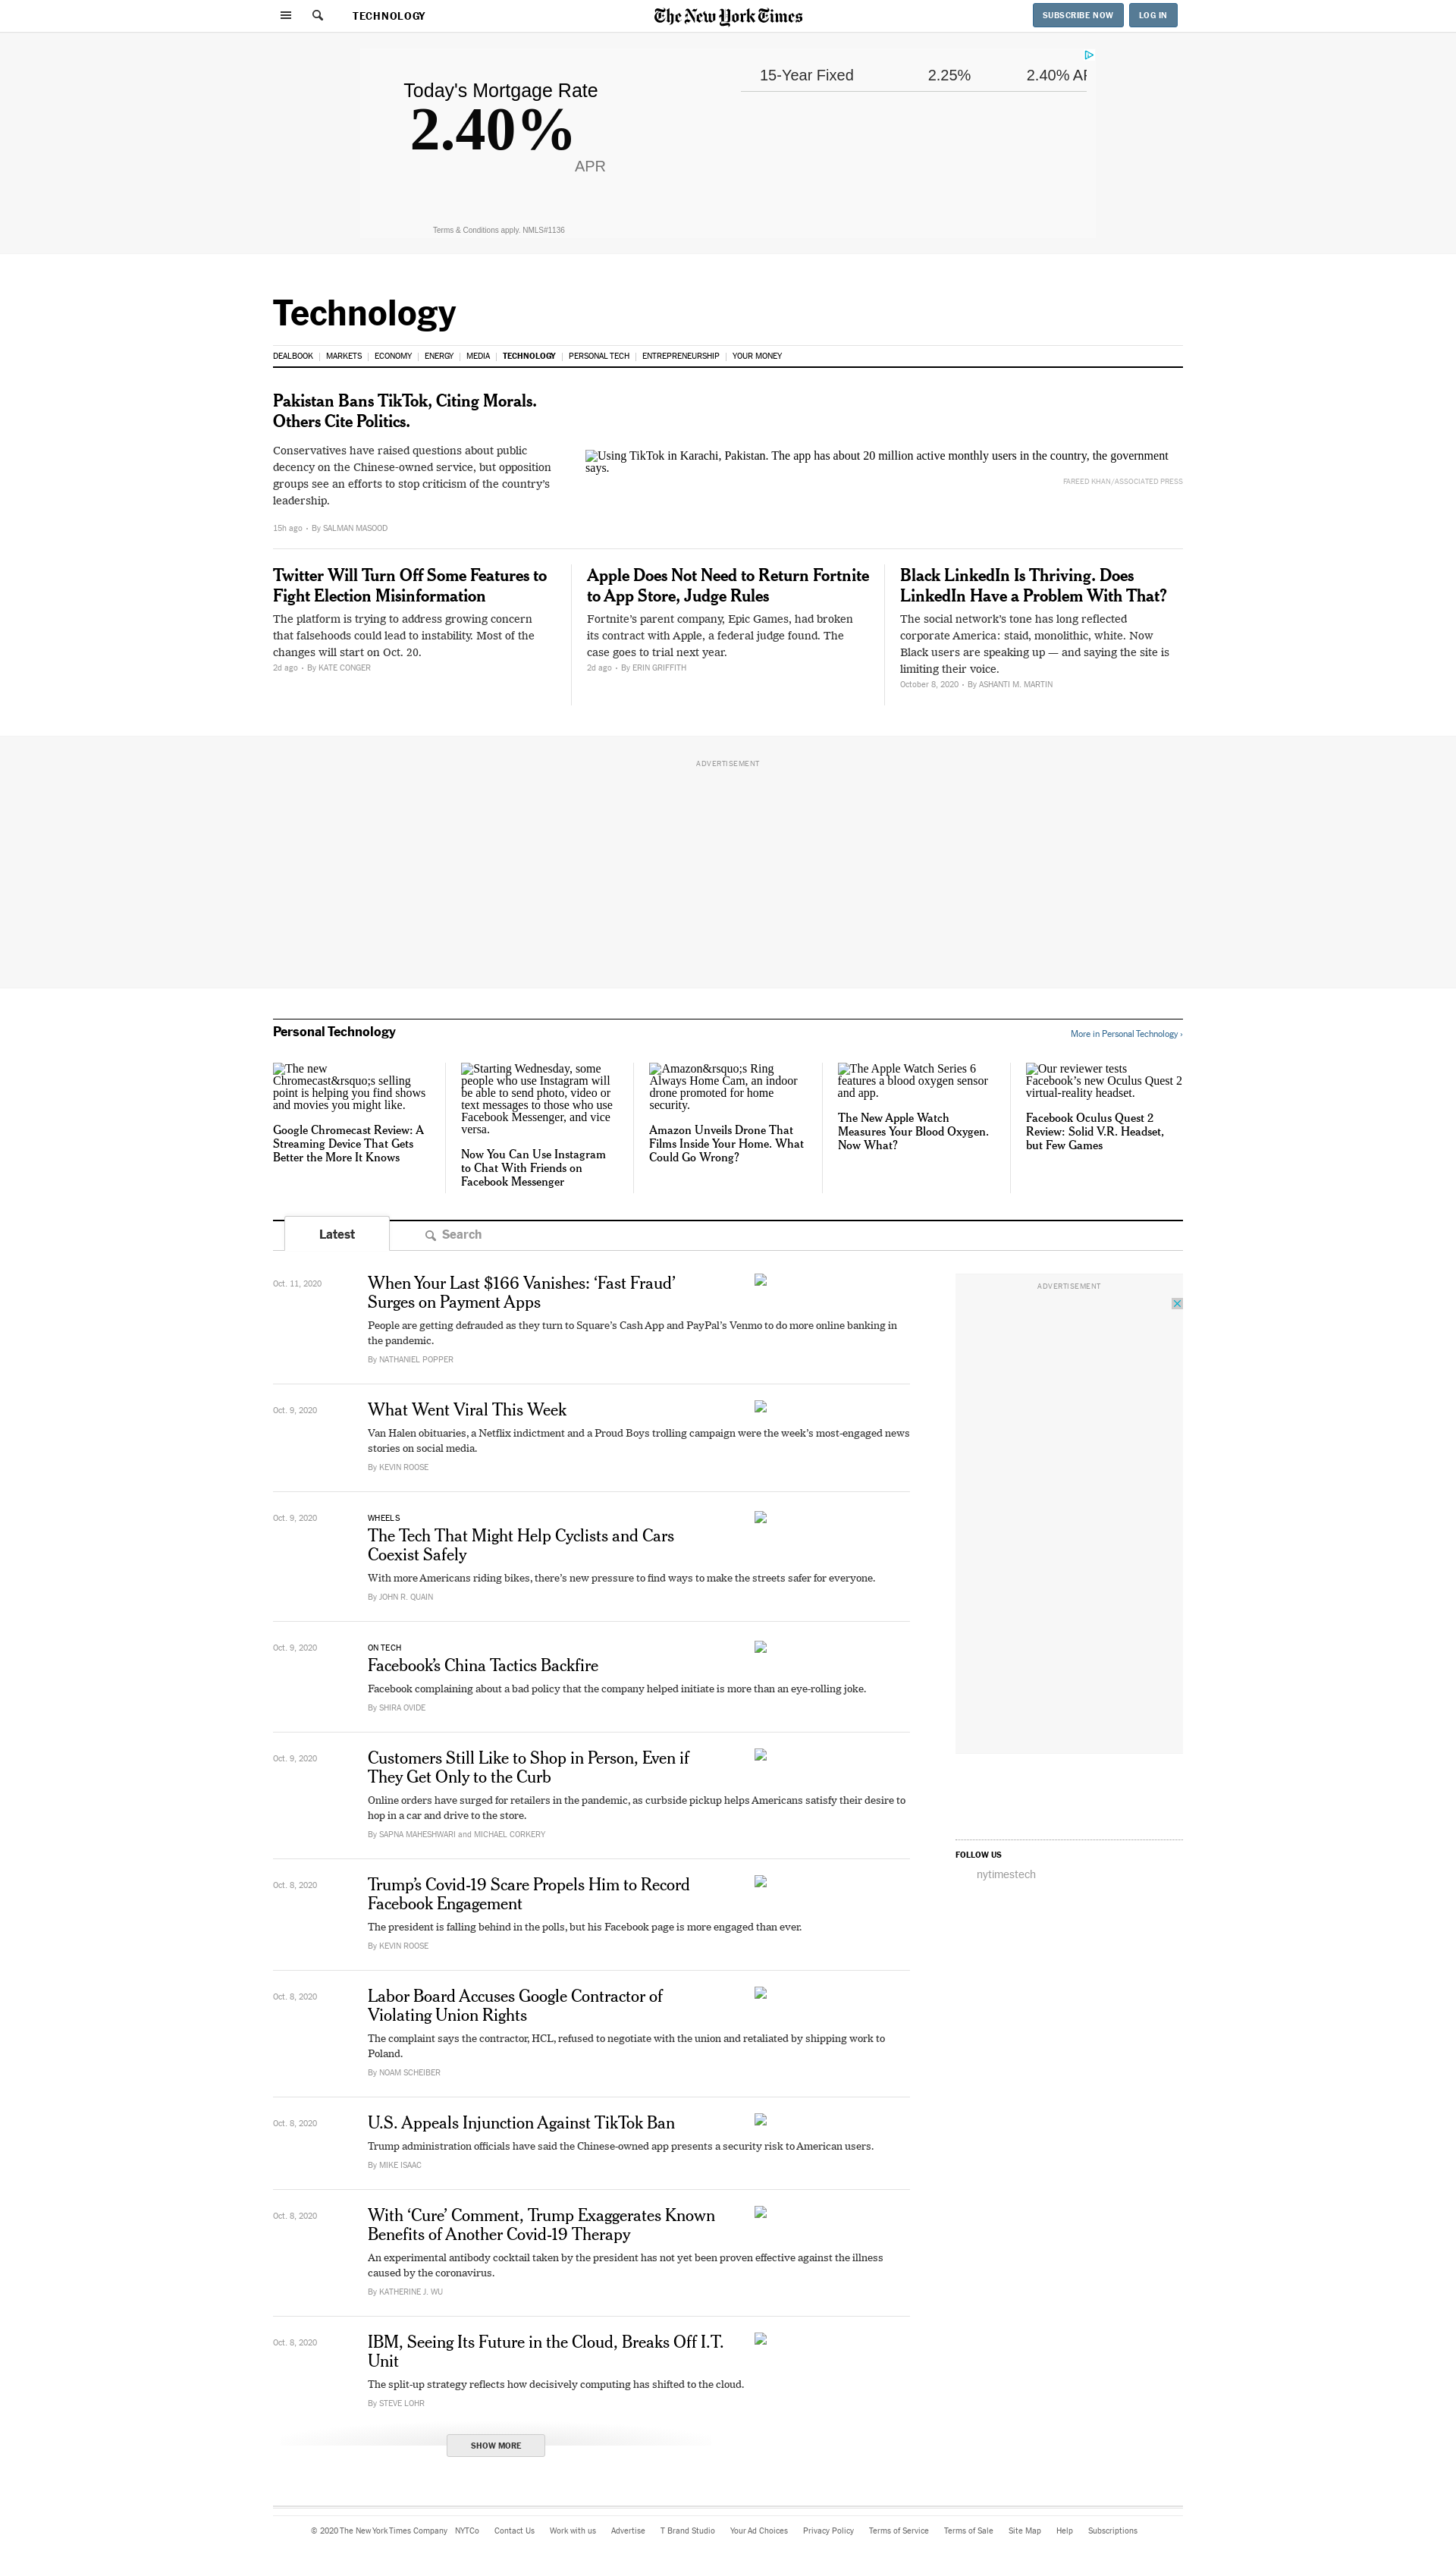 TECHNOLOGY
The New York Times
SUBSCRIBE NOW
LOG IN
Today's Mortgage Rate
2.40%
APR
Terms & Conditions apply. NMLS#1136
15-Year Fixed 2.25% 2.40% AP
Technology
DEALBOOK MARKETS ECONOMY ENERGY MEDIA TECHNOLOGY PERSONAL TECH ENTREPRENEURSHIP YOUR MONEY
Pakistan Bans TikTok, Citing Morals.
Others Cite Politics.
Conservatives have raised questions about public
decency on the Chinese-owned service, but opposition
groups see an efforts to stop criticism of the country's
leadership.
15h ago • By SALMAN MASOOD
Using TikTok in Karachi, Pakistan. The app has about 20 million active monthly users in the country, the government
says.
FAREED KHAN/ASSOCIATED PRESS
Twitter Will Turn Off Some Features to
Fight Election Misinformation
The platform is trying to address growing concern
that falsehoods could lead to instability. Most of the
changes will start on Oct. 20.
2d ago • By KATE CONGER
Apple Does Not Need to Return Fortnite
to App Store, Judge Rules
Fortnite's parent company, Epic Games, had broken
its contract with Apple, a federal judge found. The
case goes to trial next year.
2d ago • By ERIN GRIFFITH
Black LinkedIn Is Thriving. Does
LinkedIn Have a Problem With That?
The social network's tone has long reflected
corporate America: staid, monolithic, white. Now
Black users are speaking up — and saying the site is
limiting their voice.
October 8, 2020 • By ASHANTI M. MARTIN
ADVERTISEMENT
Personal Technology
More in Personal Technology ›
The new
Chromecast&rsquo;s selling
point is helping you find shows
and movies you might like.
Google Chromecast Review: A
Streaming Device That Gets
Better the More It Knows
Starting Wednesday, some
people who use Instagram will
be able to send photo, video or
text messages to those who use
Facebook Messenger, and vice
versa.
Now You Can Use Instagram
to Chat With Friends on
Facebook Messenger
Amazon&rsquo;s Ring
Always Home Cam, an indoor
drone promoted for home
security.
Amazon Unveils Drone That
Films Inside Your Home. What
Could Go Wrong?
The Apple Watch Series 6
features a blood oxygen sensor
and app.
The New Apple Watch
Measures Your Blood Oxygen.
Now What?
Our reviewer tests
Facebook's new Oculus Quest 2
virtual-reality headset.
Facebook Oculus Quest 2
Review: Solid V.R. Headset,
but Few Games
Latest
Search
Oct. 11, 2020
When Your Last $166 Vanishes: 'Fast Fraud'
Surges on Payment Apps
People are getting defrauded as they turn to Square's Cash App and PayPal's Venmo to do more online banking in
the pandemic.
By NATHANIEL POPPER
Oct. 9, 2020
What Went Viral This Week
Van Halen obituaries, a Netflix indictment and a Proud Boys trolling campaign were the week's most-engaged news
stories on social media.
By KEVIN ROOSE
Oct. 9, 2020
WHEELS
The Tech That Might Help Cyclists and Cars
Coexist Safely
With more Americans riding bikes, there's new pressure to find ways to make the streets safer for everyone.
By JOHN R. QUAIN
Oct. 9, 2020
ON TECH
Facebook's China Tactics Backfire
Facebook complaining about a bad policy that the company helped initiate is more than an eye-rolling joke.
By SHIRA OVIDE
Oct. 9, 2020
Customers Still Like to Shop in Person, Even if
They Get Only to the Curb
Online orders have surged for retailers in the pandemic, as curbside pickup helps Americans satisfy their desire to
hop in a car and drive to the store.
By SAPNA MAHESHWARI and MICHAEL CORKERY
Oct. 8, 2020
Trump's Covid-19 Scare Propels Him to Record
Facebook Engagement
The president is falling behind in the polls, but his Facebook page is more engaged than ever.
By KEVIN ROOSE
Oct. 8, 2020
Labor Board Accuses Google Contractor of
Violating Union Rights
The complaint says the contractor, HCL, refused to negotiate with the union and retaliated by shipping work to
Poland.
By NOAM SCHEIBER
Oct. 8, 2020
U.S. Appeals Injunction Against TikTok Ban
Trump administration officials have said the Chinese-owned app presents a security risk to American users.
By MIKE ISAAC
Oct. 8, 2020
With 'Cure' Comment, Trump Exaggerates Known
Benefits of Another Covid-19 Therapy
An experimental antibody cocktail taken by the president has not yet been proven effective against the illness
caused by the coronavirus.
By KATHERINE J. WU
Oct. 8, 2020
IBM, Seeing Its Future in the Cloud, Breaks Off I.T.
Unit
The split-up strategy reflects how decisively computing has shifted to the cloud.
By STEVE LOHR
SHOW MORE
ADVERTISEMENT
FOLLOW US
nytimestech
© 2020 The New York Times Company NYTCo Contact Us Work with us Advertise T Brand Studio Your Ad Choices Privacy Policy Terms of Service Terms of Sale Site Map Help Subscriptions